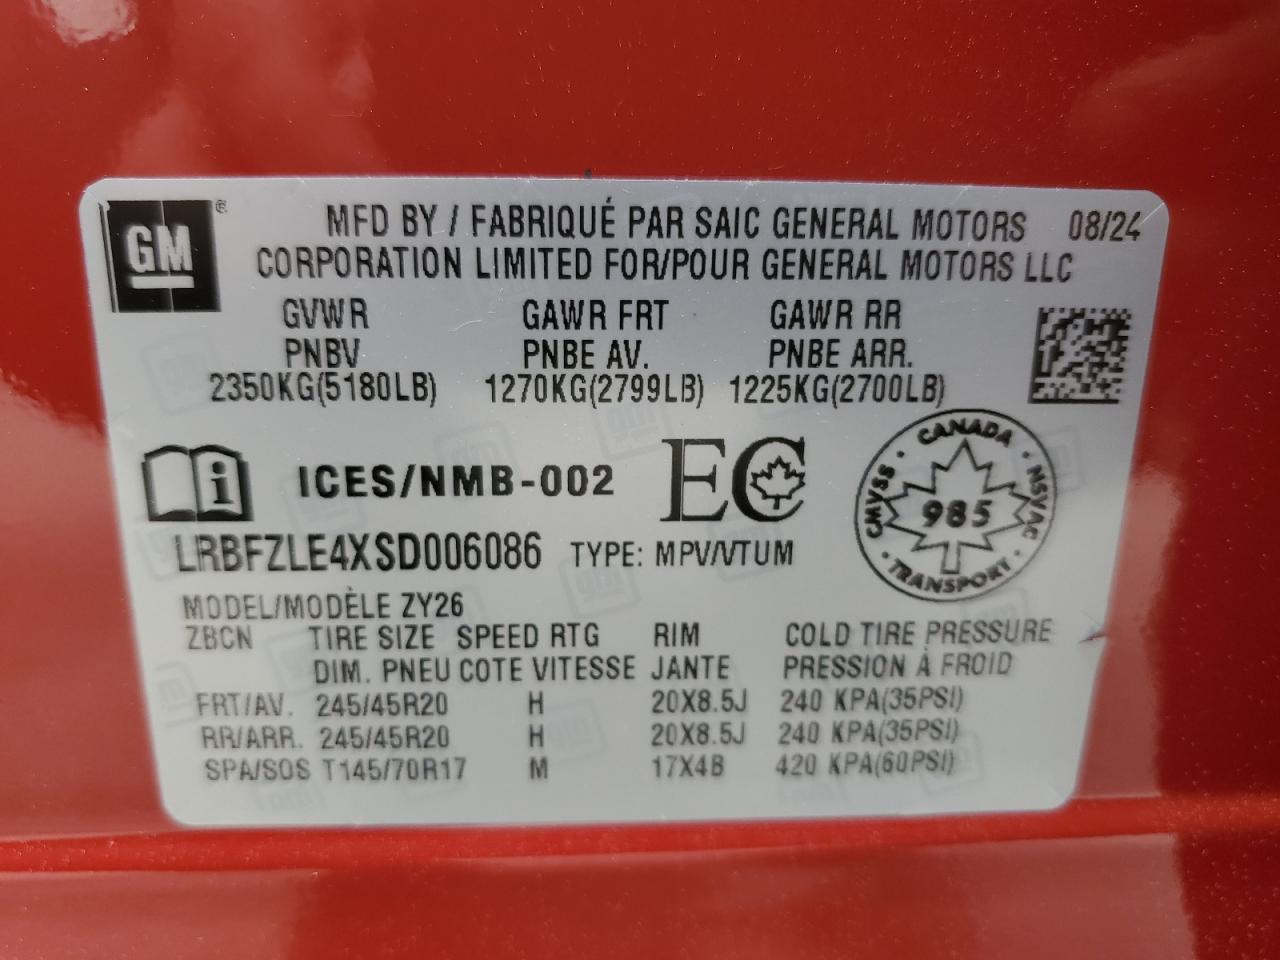 GM®
MFD BY / FABRIQUÉ PAR SAIC GENERAL MOTORS 08/24
CORPORATION LIMITED FOR/POUR GENERAL MOTORS LLC
GVWR GAWR FRT GAWR RR
PNBV PNBE AV. PNBE ARR.
2350KG(5180LB) 1270KG(2799LB) 1225KG(2700LB)
i ICES/NMB-002 EC
CANADA
CMVSS · NSVAC
985
· TRANSPORT ·
LRBFZLE4XSD006086 TYPE: MPV/VTUM
MODEL/MODÈLE ZY26
ZBCN TIRE SIZE SPEED RTG RIM COLD TIRE PRESSURE
DIM. PNEU COTE VITESSE JANTE PRESSION À FROID
FRT/AV. 245/45R20 H 20X8.5J 240 KPA(35PSI)
RR/ARR. 245/45R20 H 20X8.5J 240 KPA(35PSI)
SPA/SOS T145/70R17 M 17X4B 420 KPA(60PSI)